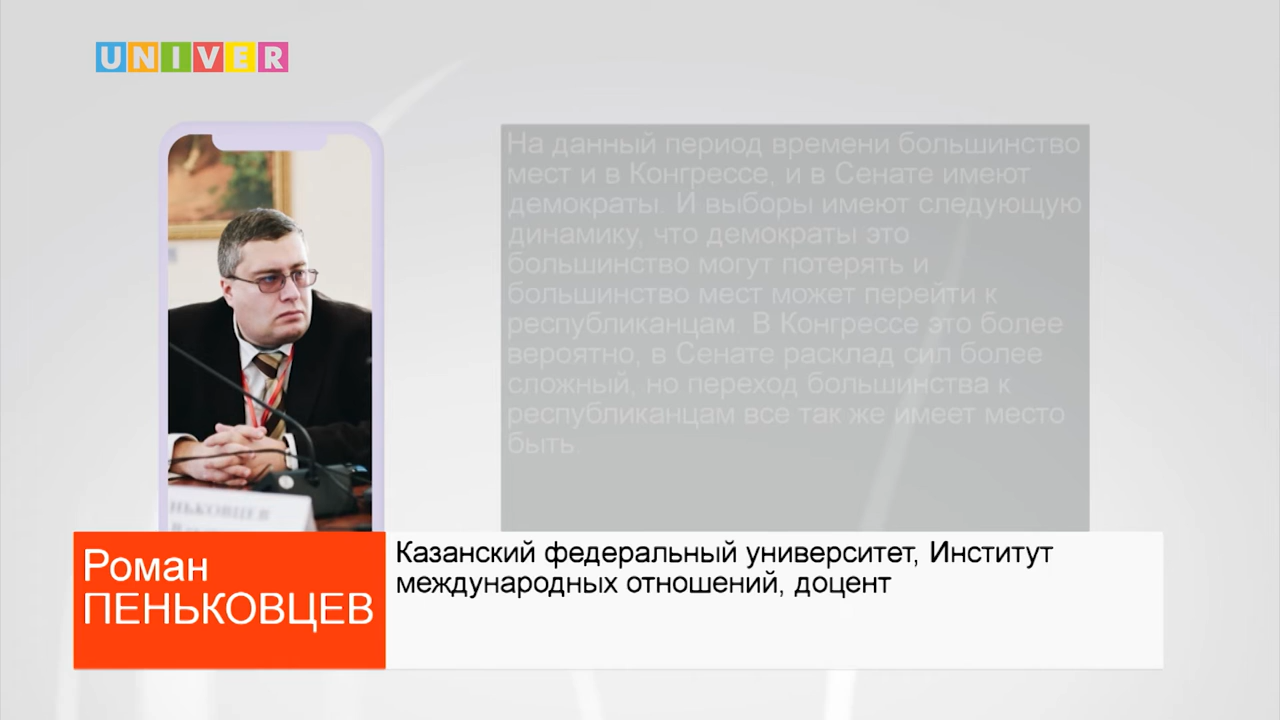 UNIVER
На данный период времени большинство
мест и в Конгрессе, и в Сенате имеют
демократы. И выборы имеют следующую
динамику, что демократы это
большинство могут потерять и
большинство мест может перейти к
республиканцам. В Конгрессе это более
вероятно, в Сенате расклад сил более
сложный, но переход большинства к
республиканцам все так же имеет место
быть.
НЬКОВЦЕВ
Роман
ПЕНЬКОВЦЕВ
Казанский федеральный университет, Институт
международных отношений, доцент